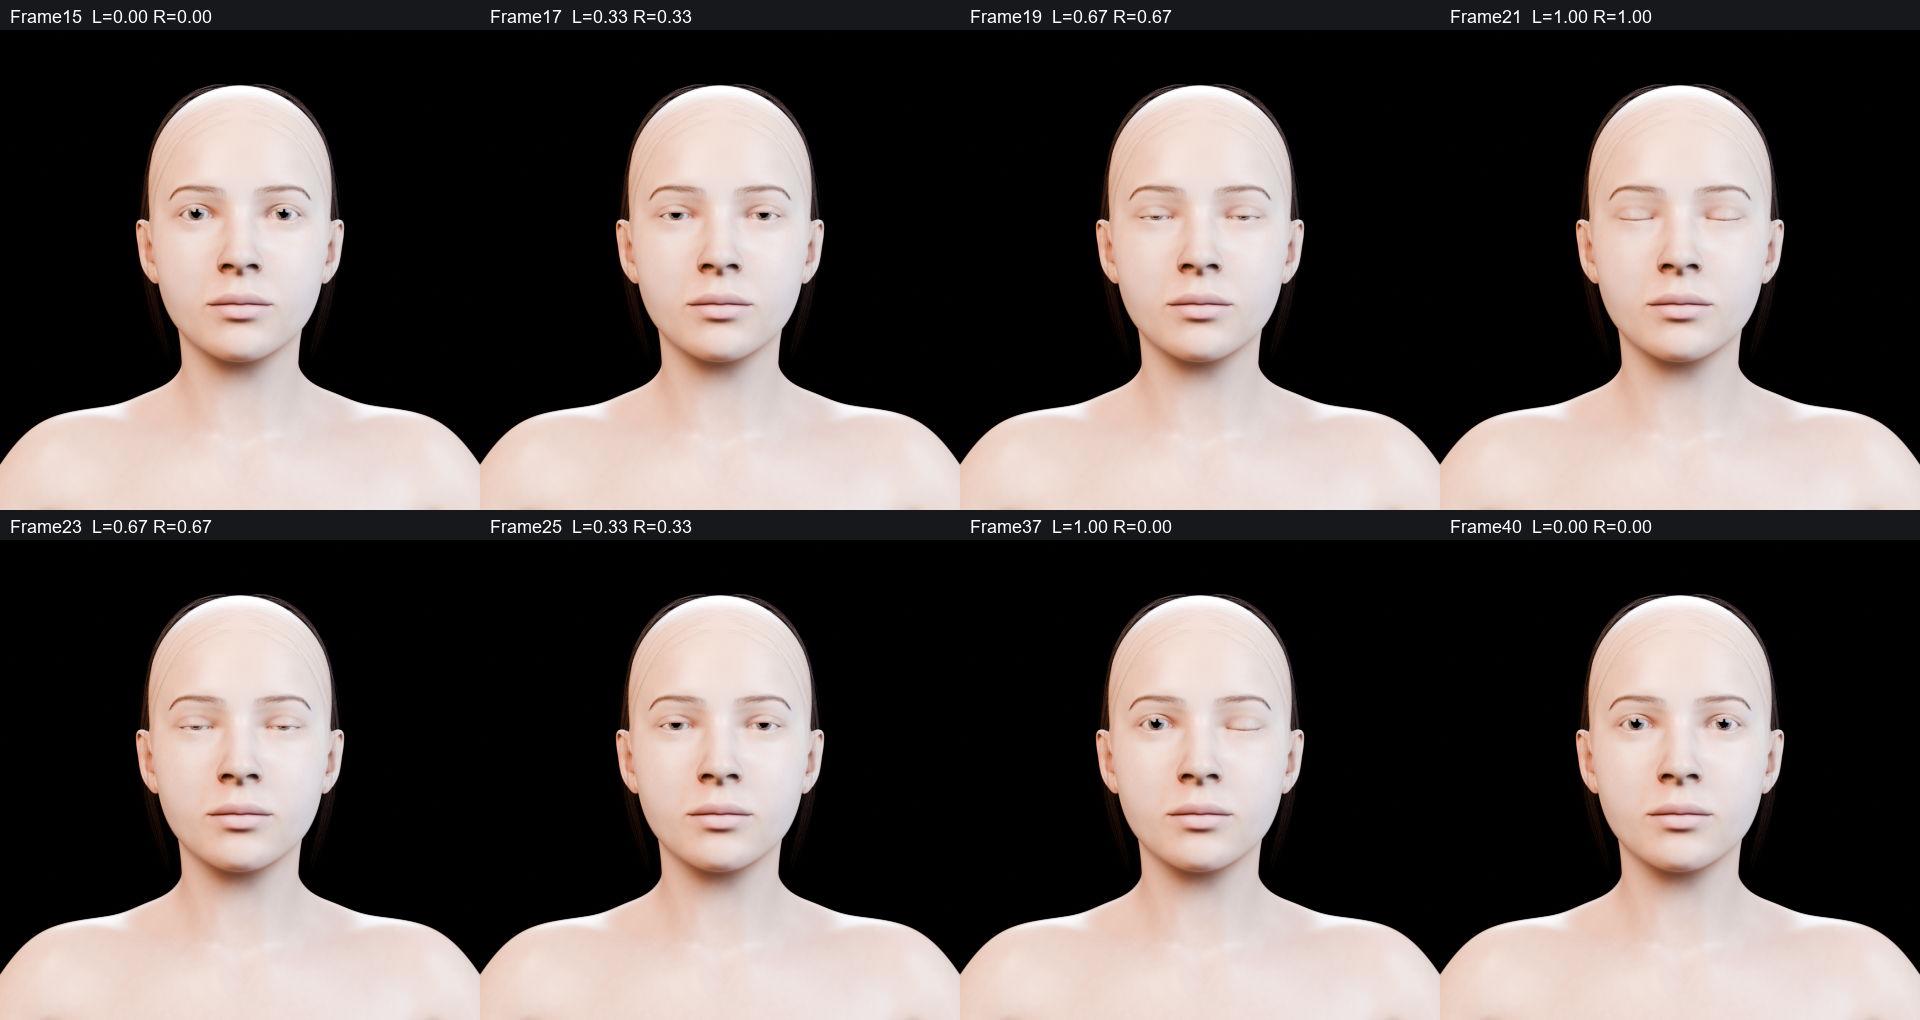 Frame15  L=0.00 R=0.00
Frame17  L=0.33 R=0.33
Frame19  L=0.67 R=0.67
Frame21  L=1.00 R=1.00
Frame23  L=0.67 R=0.67
Frame25  L=0.33 R=0.33
Frame37  L=1.00 R=0.00
Frame40  L=0.00 R=0.00